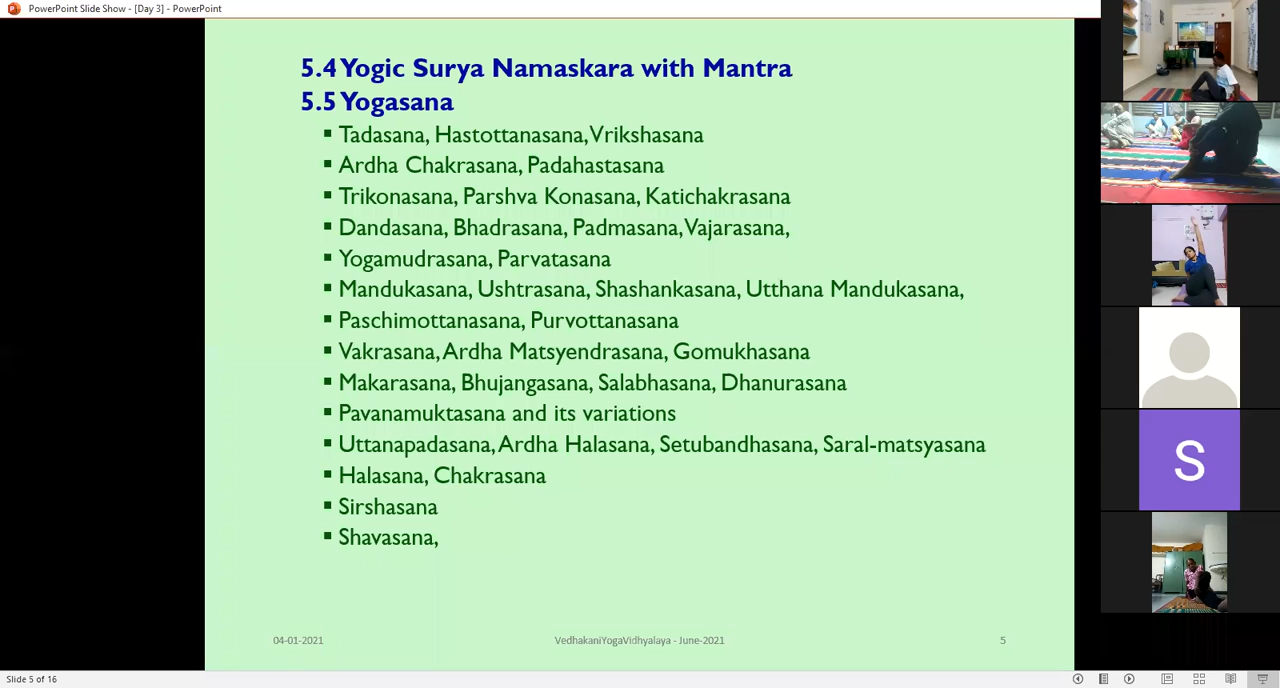 PowerPoint Slide Show - [Day 3] - PowerPoint
5.4 Yogic Surya Namaskara with Mantra
5.5 Yogasana
▪ Tadasana, Hastottanasana, Vrikshasana
▪ Ardha Chakrasana, Padahastasana
▪ Trikonasana, Parshva Konasana, Katichakrasana
▪ Dandasana, Bhadrasana, Padmasana, Vajarasana,
▪ Yogamudrasana, Parvatasana
▪ Mandukasana, Ushtrasana, Shashankasana, Utthana Mandukasana,
▪ Paschimottanasana, Purvottanasana
▪ Vakrasana, Ardha Matsyendrasana, Gomukhasana
▪ Makarasana, Bhujangasana, Salabhasana, Dhanurasana
▪ Pavanamuktasana and its variations
▪ Uttanapadasana, Ardha Halasana, Setubandhasana, Saral-matsyasana
▪ Halasana, Chakrasana
▪ Sirshasana
▪ Shavasana,
04-01-2021 VedhakaniYogaVidhyalaya - June-2021 5
Slide 5 of 16
S